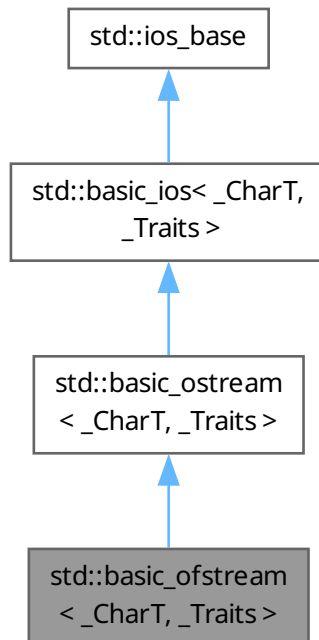 std::ios_base
std::basic_ios< _CharT,
_Traits >
std::basic_ostream
< _CharT, _Traits >
std::basic_ofstream
< _CharT, _Traits >